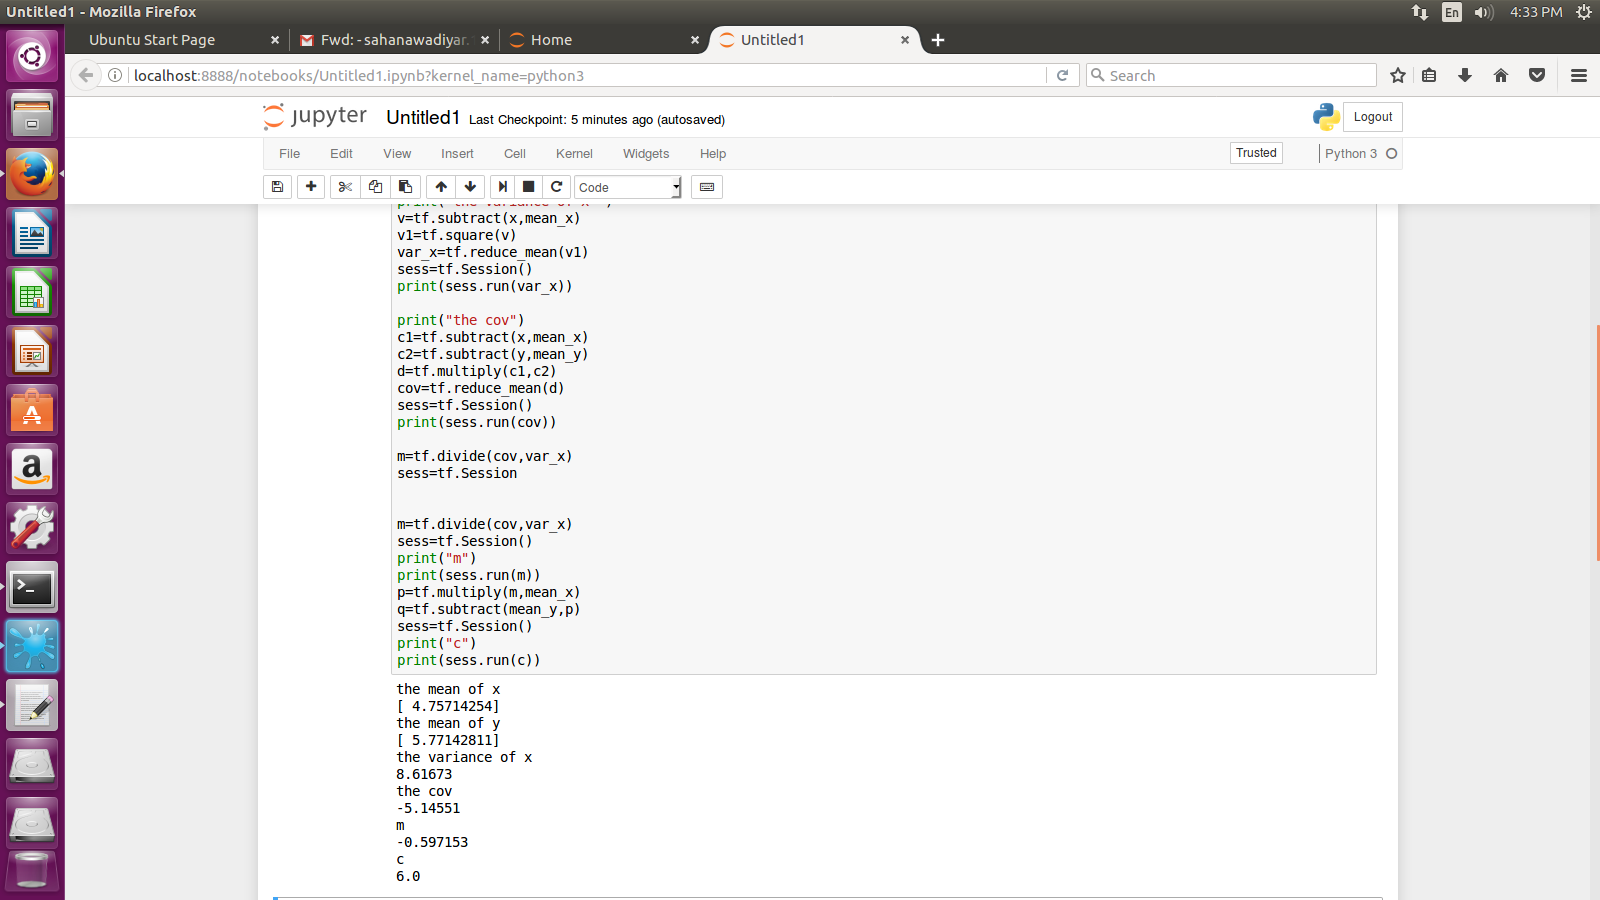 Untitled1 - Mozilla Firefox
En
4:33 PM
Ubuntu Start Page
Fwd: - sahanawadiyar.
Home
Untitled1
localhost:8888/notebooks/Untitled1.ipynb?kernel_name=python3
Search
jupyter
Untitled1 Last Checkpoint: 5 minutes ago (autosaved)
Logout
File Edit View Insert Cell Kernel Widgets Help
Trusted
Python 3
Code
print("the variance of x")
v=tf.subtract(x,mean_x)
v1=tf.square(v)
var_x=tf.reduce_mean(v1)
sess=tf.Session()
print(sess.run(var_x))
print("the cov")
c1=tf.subtract(x,mean_x)
c2=tf.subtract(y,mean_y)
d=tf.multiply(c1,c2)
cov=tf.reduce_mean(d)
sess=tf.Session()
print(sess.run(cov))
m=tf.divide(cov,var_x)
sess=tf.Session
m=tf.divide(cov,var_x)
sess=tf.Session()
print("m")
print(sess.run(m))
p=tf.multiply(m,mean_x)
q=tf.subtract(mean_y,p)
sess=tf.Session()
print("c")
print(sess.run(c))
the mean of x
[ 4.75714254]
the mean of y
[ 5.77142811]
the variance of x
8.61673
the cov
-5.14551
m
-0.597153
c
6.0